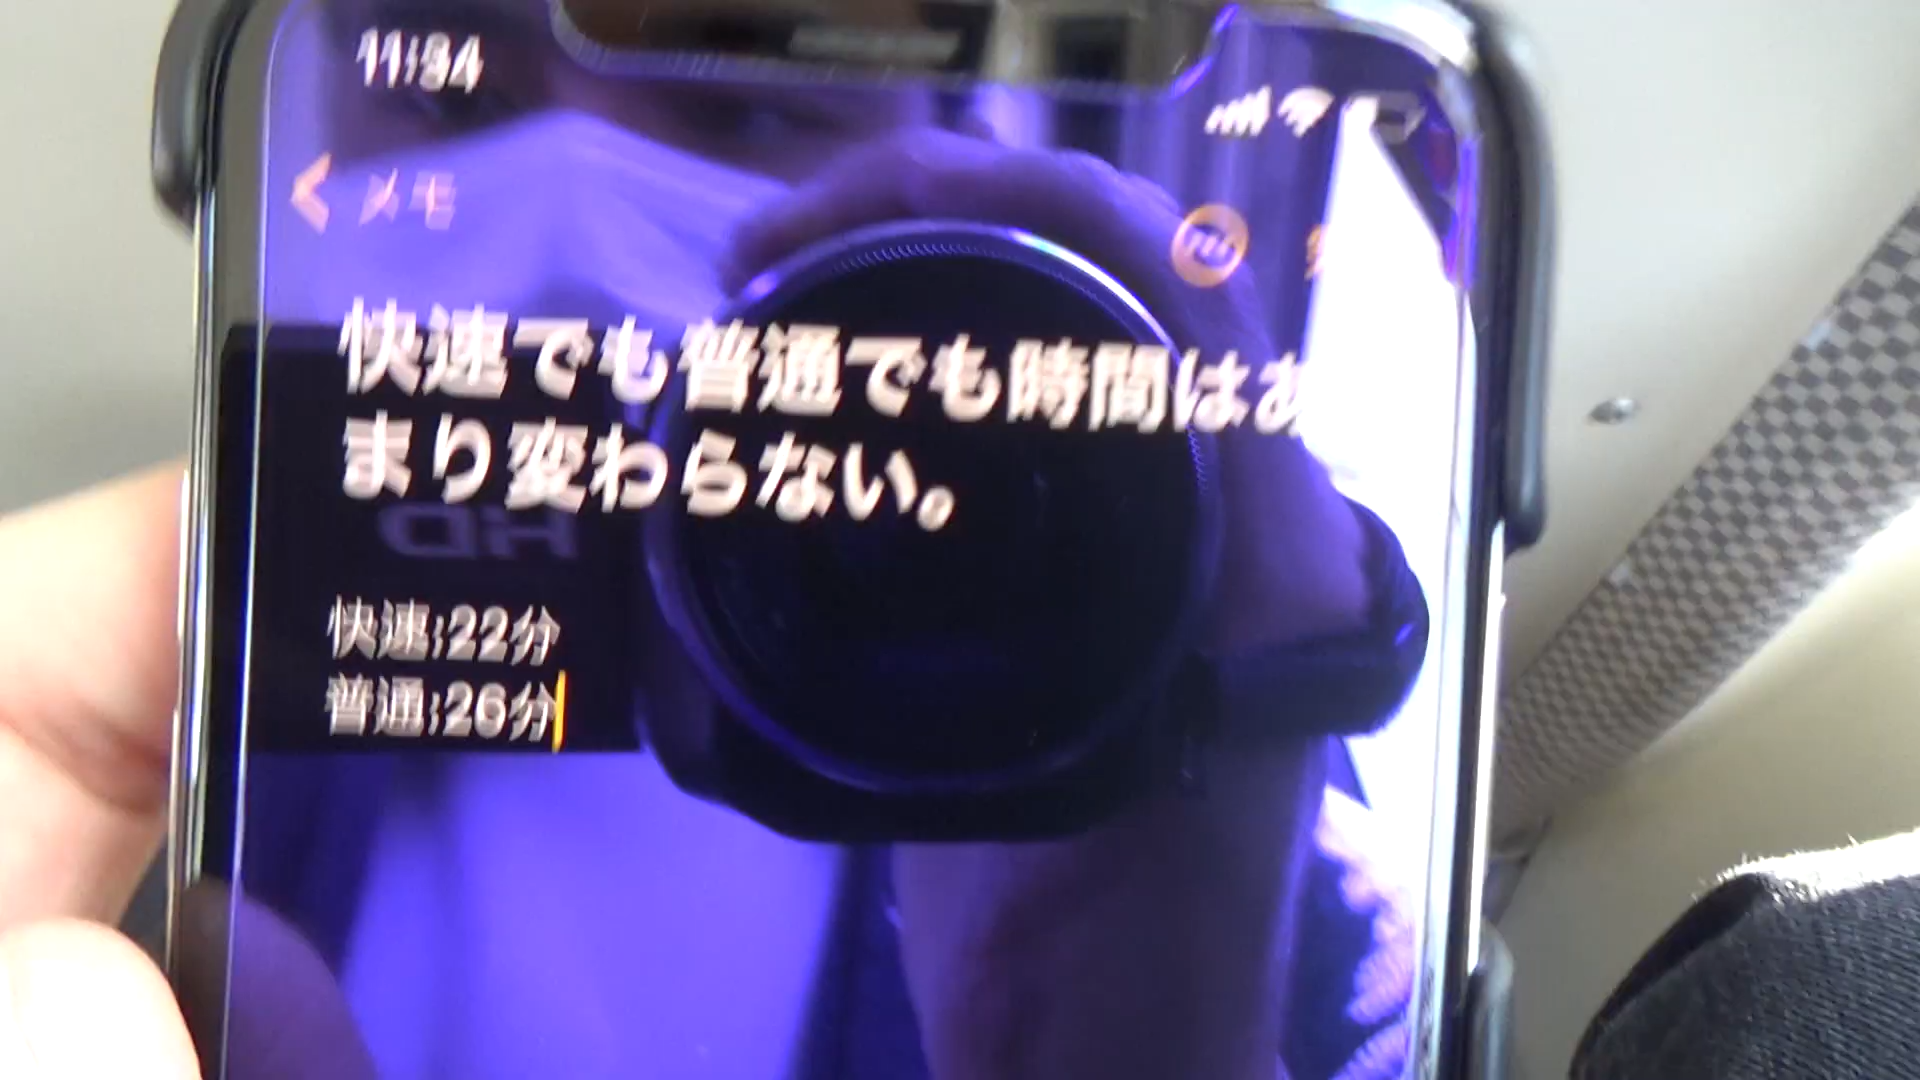 11:34
メモ
快速でも普通でも時間はあ
まり変わらない。
HD
快速:22分
普通:26分